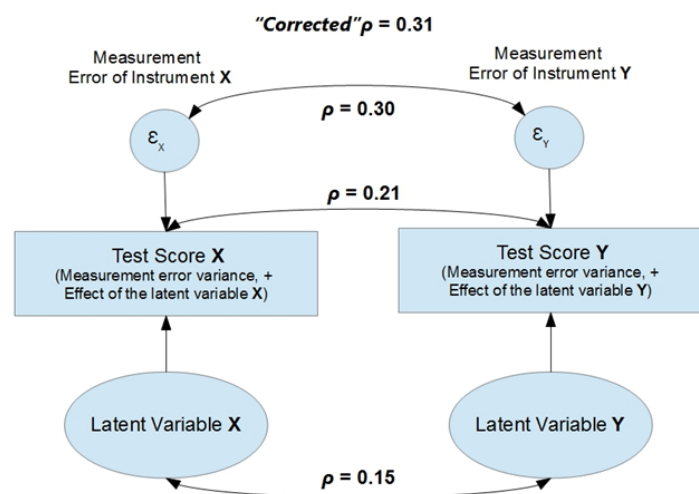 "Corrected"ρ = 0.31
Measurement
Error of Instrument X
Measurement
Error of Instrument Y
ρ = 0.30
εX
εY
ρ = 0.21
Test Score X
(Measurement error variance, +
Effect of the latent variable X)
Test Score Y
(Measurement error variance, +
Effect of the latent variable Y)
Latent Variable X
Latent Variable Y
ρ = 0.15